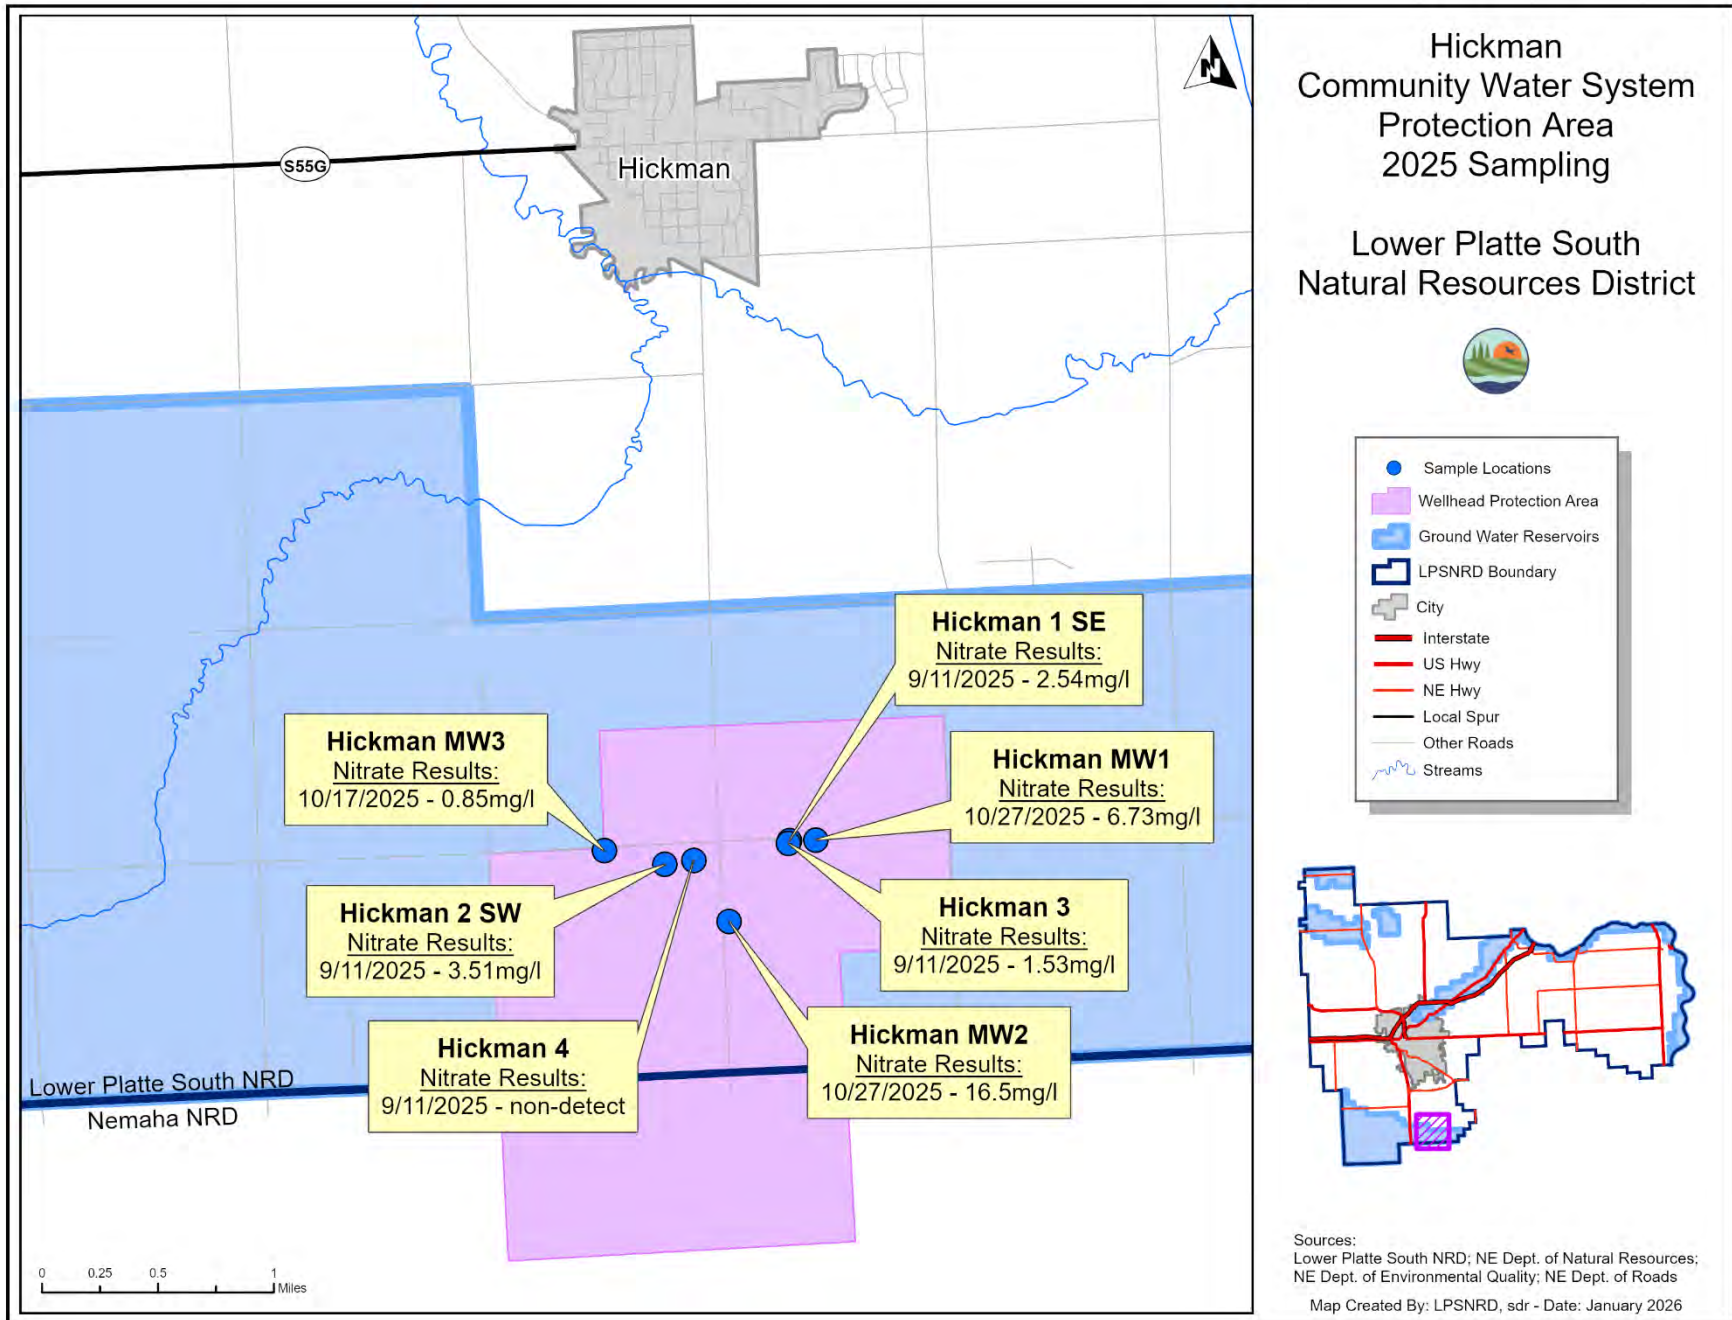 Hickman
Community Water System
Protection Area
2025 Sampling
Lower Platte South
Natural Resources District
N
S55G
Hickman
Sample Locations
Wellhead Protection Area
Ground Water Reservoirs
LPSNRD Boundary
City
Interstate
US Hwy
NE Hwy
Local Spur
Other Roads
Streams
Hickman 1 SE
Nitrate Results:
9/11/2025 - 2.54mg/l
Hickman MW3
Nitrate Results:
10/17/2025 - 0.85mg/l
Hickman MW1
Nitrate Results:
10/27/2025 - 6.73mg/l
Hickman 2 SW
Nitrate Results:
9/11/2025 - 3.51mg/l
Hickman 3
Nitrate Results:
9/11/2025 - 1.53mg/l
Hickman 4
Nitrate Results:
9/11/2025 - non-detect
Hickman MW2
Nitrate Results:
10/27/2025 - 16.5mg/l
Lower Platte South NRD
Nemaha NRD
0 0.25 0.5 1
Miles
Sources:
Lower Platte South NRD; NE Dept. of Natural Resources;
NE Dept. of Environmental Quality; NE Dept. of Roads
Map Created By: LPSNRD, sdr - Date: January 2026